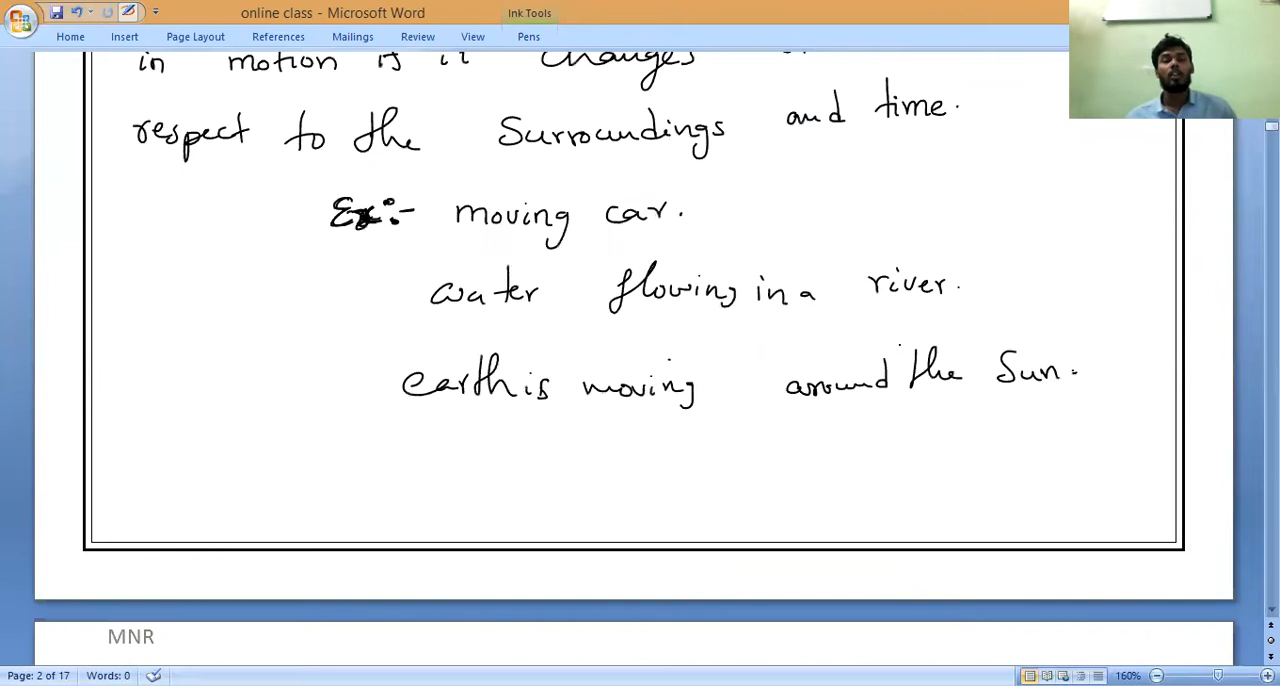 online class - Microsoft Word
Ink Tools
Home Insert Page Layout References Mailings Review View Pens
in motion is it changes
respect to the Surroundings and time.
Ex:- moving car.
water flowing in a river.
earth is moving around the Sun.
MNR
Page: 2 of 17 Words: 0 160%